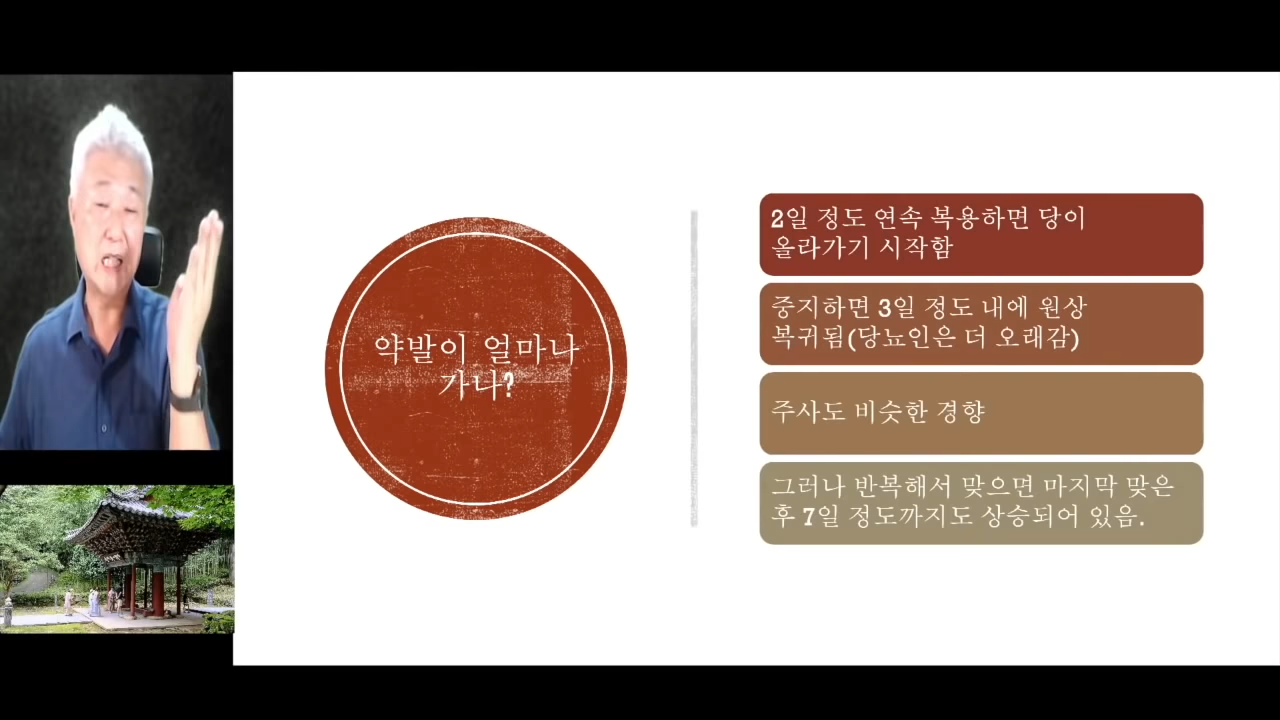 약발이 얼마나
가나?
2일 정도 연속 복용하면 당이
올라가기 시작함
중지하면 3일 정도 내에 원상
복귀됨(당뇨인은 더 오래감)
주사도 비슷한 경향
그러나 반복해서 맞으면 마지막 맞은
후 7일 정도까지도 상승되어 있음.